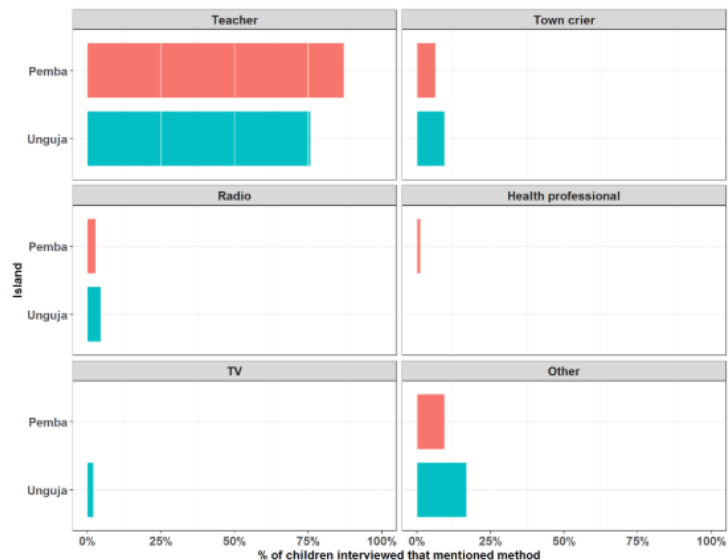 Teacher
Town crier
Pemba
Unguja
Radio
Health professional
Pemba
Unguja
TV
Other
Pemba
Unguja
Island
0% 25% 50% 75% 100% 0% 25% 50% 75% 100%
% of children interviewed that mentioned method